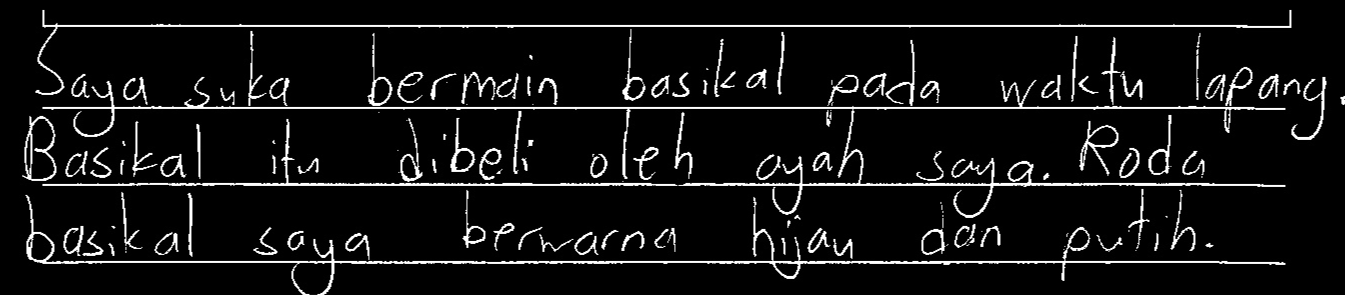 Saya suka bermain basikal pada waktu lapang.
Basikal itu dibeli oleh ayah saya. Roda
basikal saya berwarna hijau dan putih.